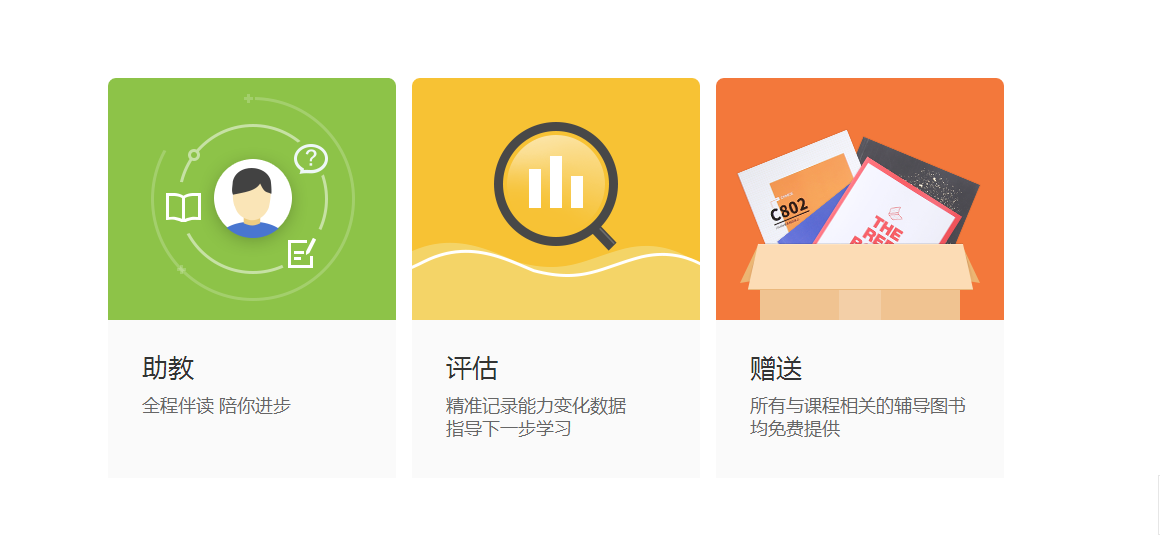 ?
C802
THE
助教
全程伴读 陪你进步
评估
精准记录能力变化数据
指导下一步学习
赠送
所有与课程相关的辅导图书
均免费提供